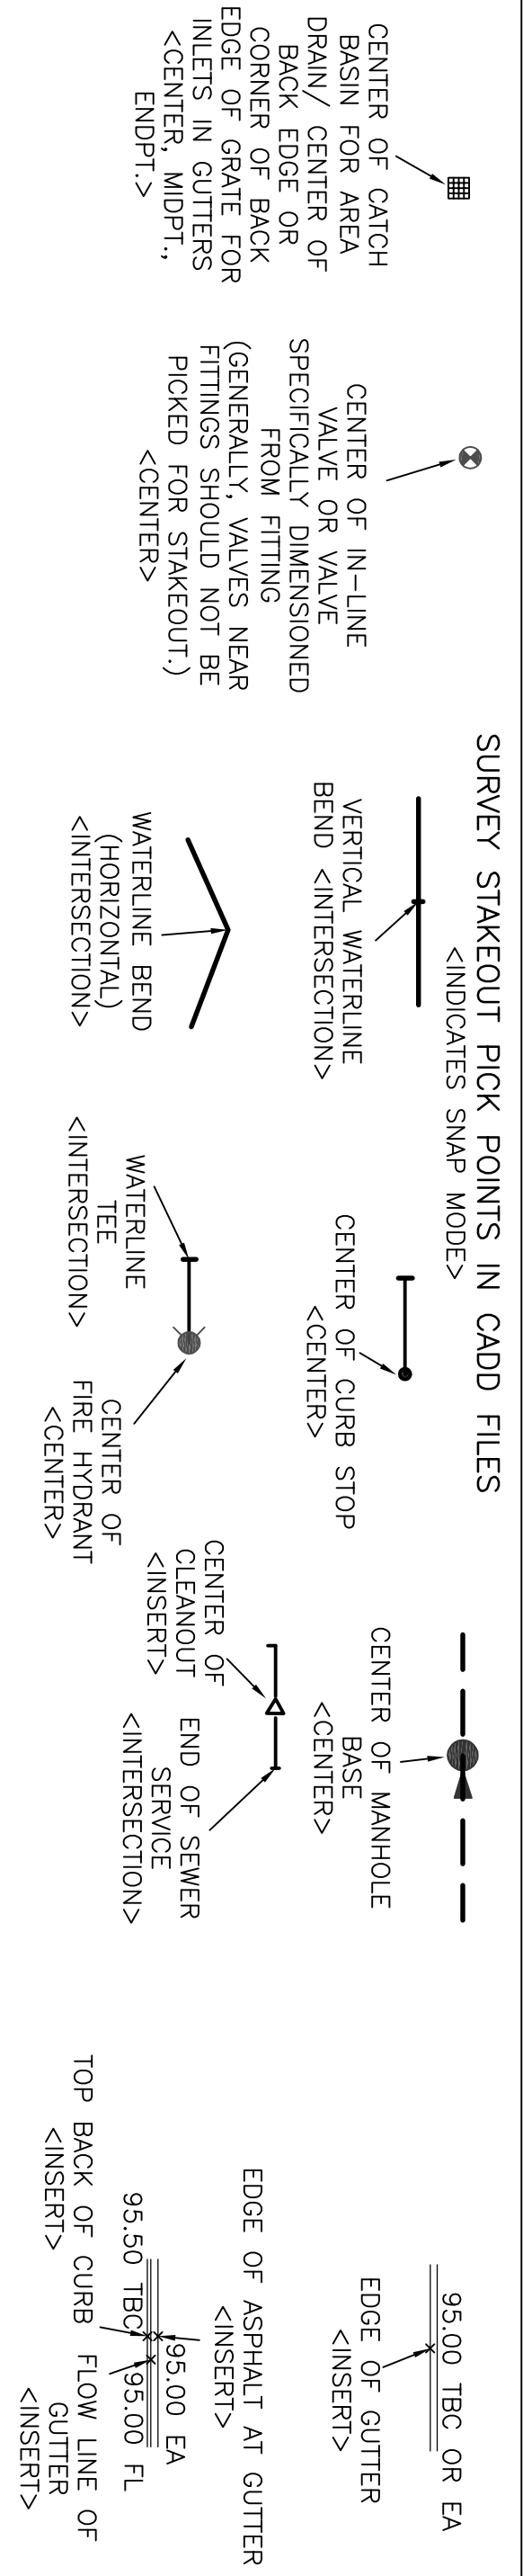 SURVEY STAKEOUT PICK POINTS IN CADD FILES
<INDICATES SNAP MODE>
CENTER OF CATCH
BASIN FOR AREA
DRAIN/ CENTER OF
BACK EDGE OR
CORNER OF BACK
EDGE OF GRATE FOR
INLETS IN GUTTERS
<CENTER, MIDPT.,
ENDPT.>
CENTER OF IN-LINE
VALVE OR VALVE
SPECIFICALLY DIMENSIONED
FROM FITTING
(GENERALLY, VALVES NEAR
FITTINGS SHOULD NOT BE
PICKED FOR STAKEOUT.)
<CENTER>
VERTICAL WATERLINE
BEND <INTERSECTION>
WATERLINE BEND
(HORIZONTAL)
<INTERSECTION>
CENTER OF CURB STOP
<CENTER>
WATERLINE
TEE
<INTERSECTION>
CENTER OF
FIRE HYDRANT
<CENTER>
CENTER OF MANHOLE
BASE
<CENTER>
CENTER OF
CLEANOUT
<INSERT>
END OF SEWER
SERVICE
<INTERSECTION>
95.00 TBC OR EA
EDGE OF GUTTER
<INSERT>
EDGE OF ASPHALT AT GUTTER
<INSERT>
95.00 EA
95.50 TBC
95.00 FL
TOP BACK OF CURB
<INSERT>
FLOW LINE OF
GUTTER
<INSERT>